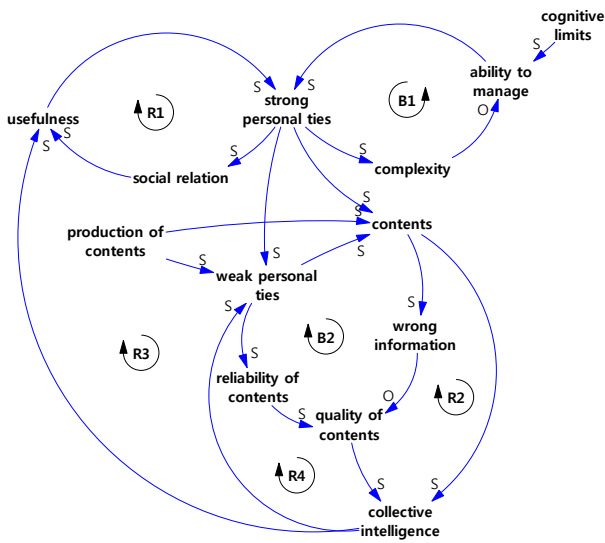 cognitive
limits
S
ability to
manage
O
S
S
strong
personal ties
usefulness
S
S
R1
B1
S
S
complexity
social relation
S
S
contents
production of
contents
S
S
S
weak personal
ties
S
S
wrong
information
B2
R3
S
reliability of
contents
O
R2
S
quality of
contents
R4
S
S
collective
intelligence